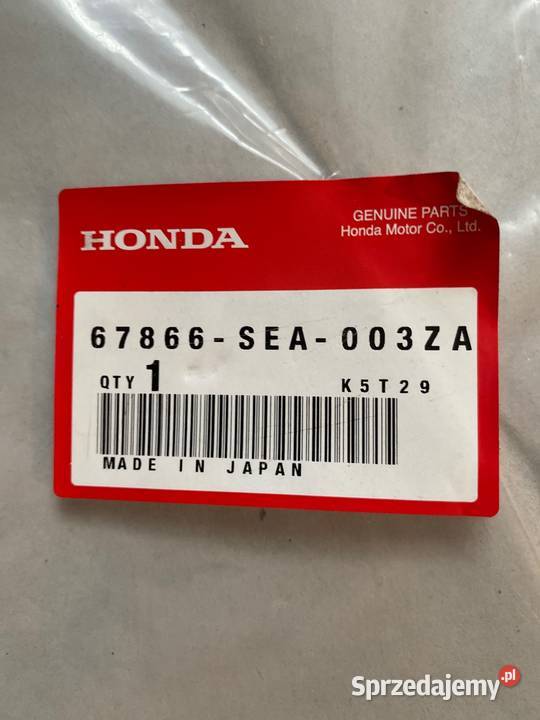 HONDA
GENUINE PARTS
Honda Motor Co., Ltd.
67866-SEA-003ZA
QTY 1 K5T29
MADE IN JAPAN
Sprzedajemy.pl